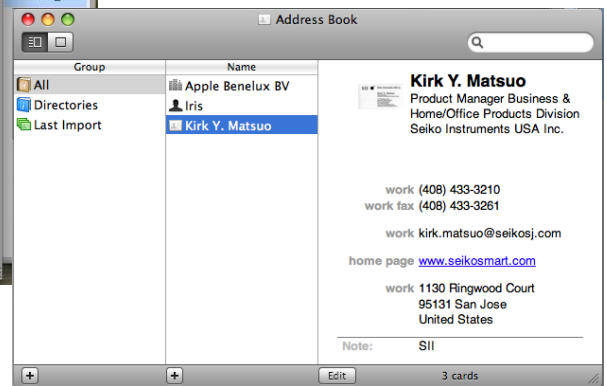 Address Book
Group
Name
All
Directories
Last Import
Apple Benelux BV
Iris
Kirk Y. Matsuo
Kirk Y. Matsuo
Product Manager Business &
Home/Office Products Division
Seiko Instruments USA Inc.
work (408) 433-3210
work fax (408) 433-3261
work kirk.matsuo@seikosj.com
home page www.seikosmart.com
work 1130 Ringwood Court
95131 San Jose
United States
Note: SII
Edit
3 cards